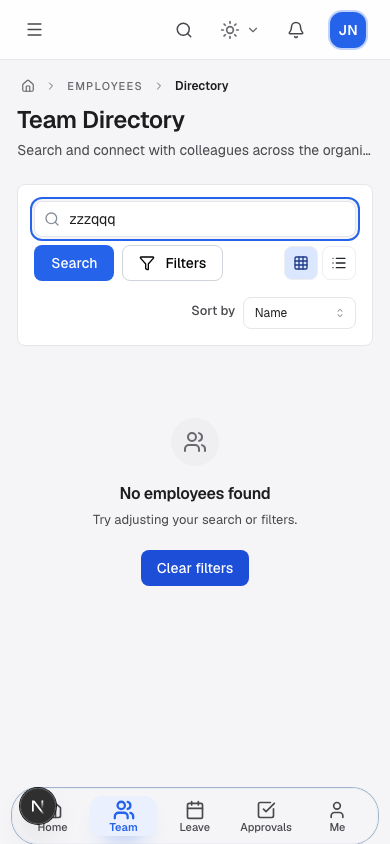 JN
EMPLOYEES Directory
Team Directory
Search and connect with colleagues across the organi...
zzzqqq
Search Filters
Sort by Name
No employees found
Try adjusting your search or filters.
Clear filters
N
Home Team Leave Approvals Me